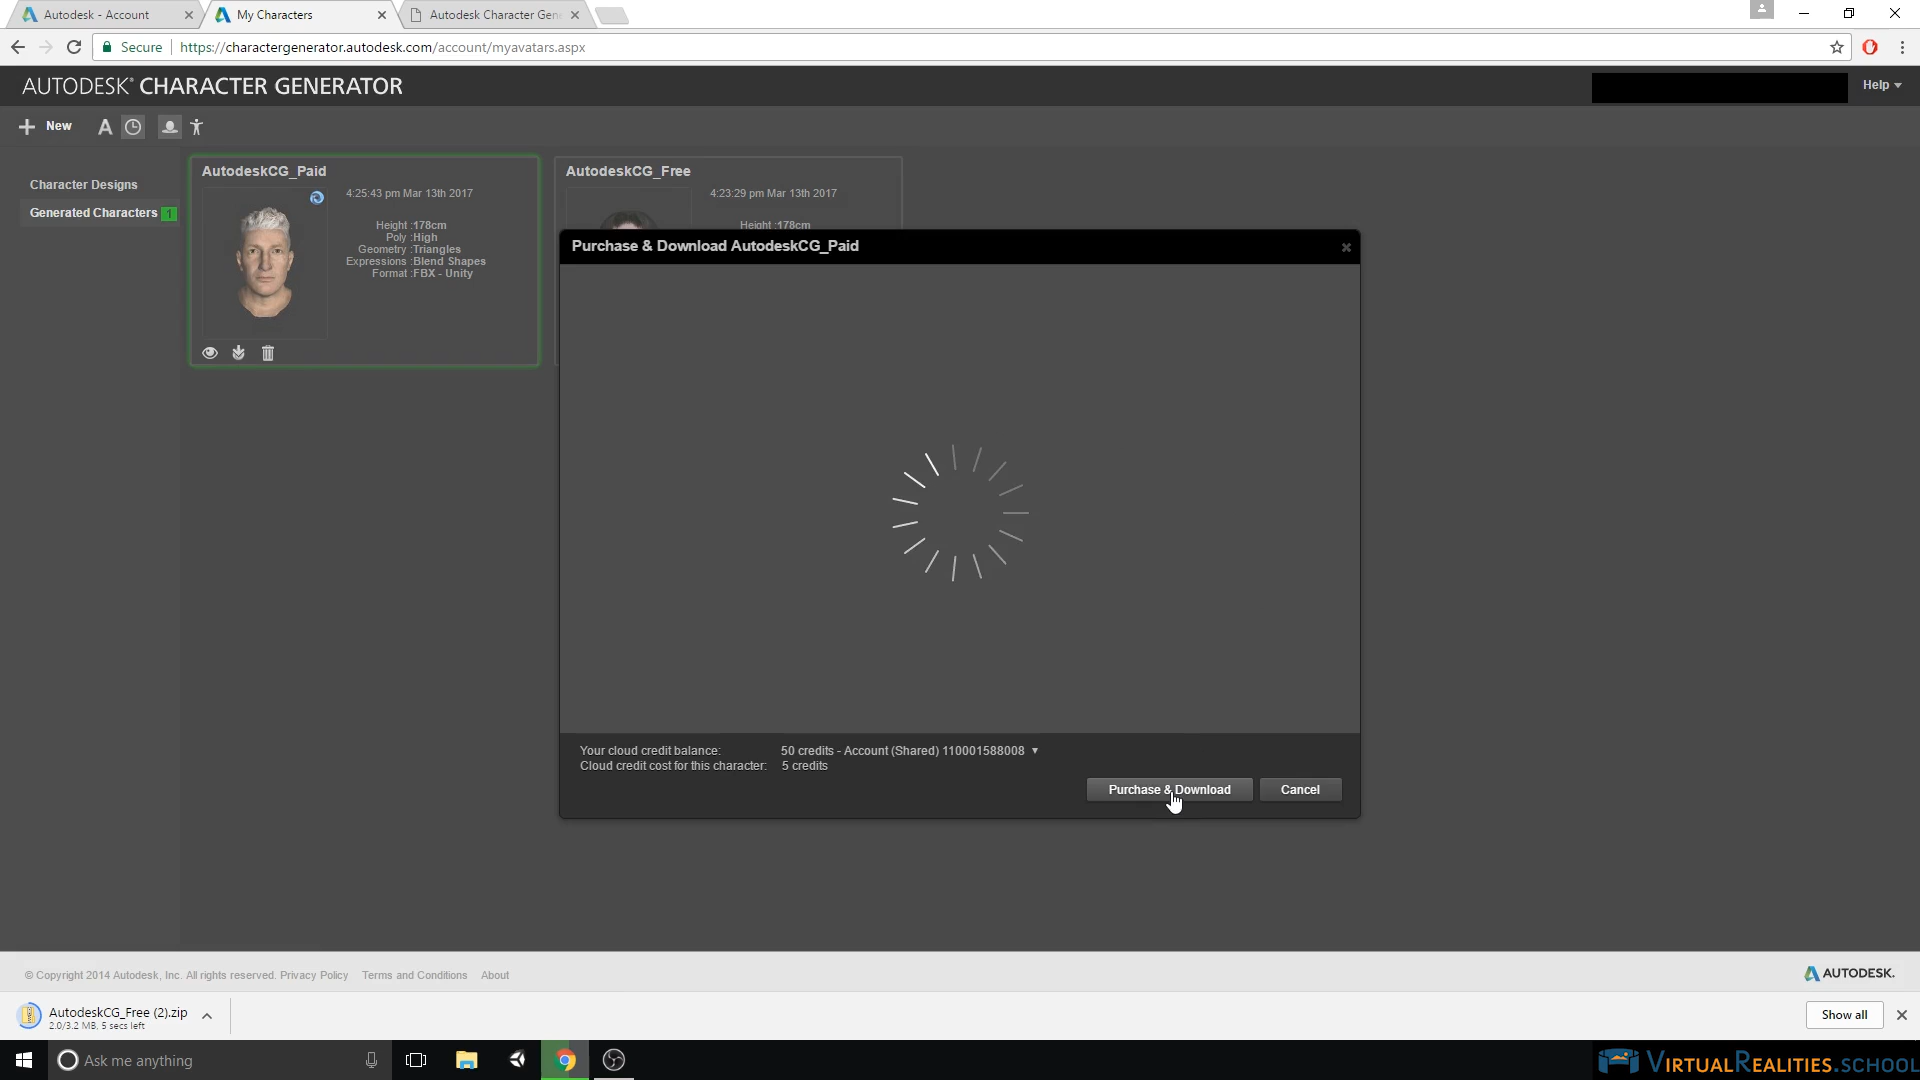 Autodesk - Account
My Characters
Autodesk Character Gen
Secure
https://charactergenerator.autodesk.com/account/myavatars.aspx
AUTODESK® CHARACTER GENERATOR
Help
New
Character Designs
Generated Characters 1
AutodeskCG_Paid
4:25:43 pm Mar 13th 2017
Height :178cm
Poly :High
Geometry :Triangles
Expressions :Blend Shapes
Format :FBX - Unity
AutodeskCG_Free
4:23:29 pm Mar 13th 2017
Height :178cm
Purchase & Download AutodeskCG_Paid
Your cloud credit balance: 50 credits - Account (Shared) 110001588008
Cloud credit cost for this character: 5 credits
Purchase & Download
Cancel
© Copyright 2014 Autodesk, Inc. All rights reserved. Privacy Policy Terms and Conditions About
AUTODESK.
AutodeskCG_Free (2).zip
2.0/3.2 MB, 5 secs left
Show all
Ask me anything
VIRTUALREALITIES.SCHOOL